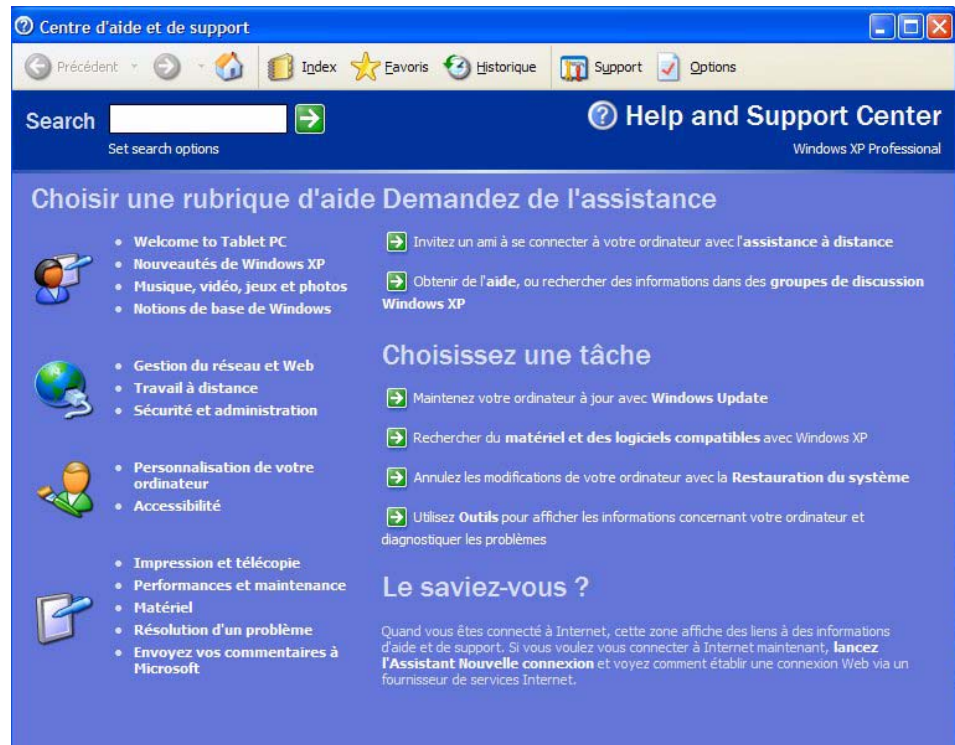 Centre d'aide et de support
Précédent
Index
Favoris
Historique
Support
Options
Search
Set search options
Help and Support Center
Windows XP Professional
Choisir une rubrique d'aide
Welcome to Tablet PC
Nouveautés de Windows XP
Musique, vidéo, jeux et photos
Notions de base de Windows
Gestion du réseau et Web
Travail à distance
Sécurité et administration
Personnalisation de votre
ordinateur
Accessibilité
Impression et télécopie
Performances et maintenance
Matériel
Résolution d'un problème
Envoyez vos commentaires à
Microsoft
Demandez de l'assistance
Invitez un ami à se connecter à votre ordinateur avec l'assistance à distance
Obtenir de l'aide, ou rechercher des informations dans des groupes de discussion
Windows XP
Choisissez une tâche
Maintenez votre ordinateur à jour avec Windows Update
Rechercher du matériel et des logiciels compatibles avec Windows XP
Annulez les modifications de votre ordinateur avec la Restauration du système
Utilisez Outils pour afficher les informations concernant votre ordinateur et
diagnostiquer les problèmes
Le saviez-vous ?
Quand vous êtes connecté à Internet, cette zone affiche des liens à des informations
d'aide et de support. Si vous voulez vous connecter à Internet maintenant, lancez
l'Assistant Nouvelle connexion et voyez comment établir une connexion Web via un
fournisseur de services Internet.